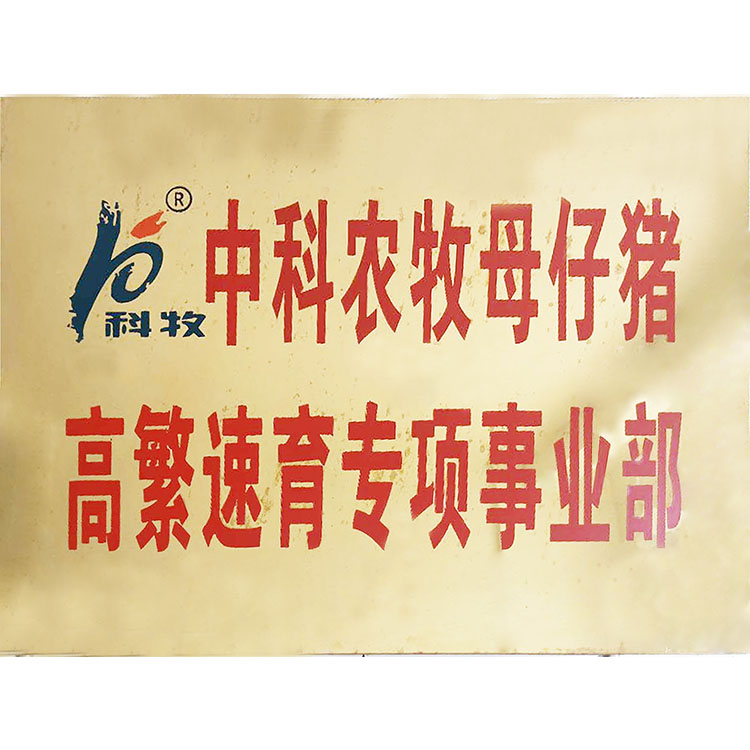 ®
科牧
中科农牧母仔猪
高繁速育专项事业部